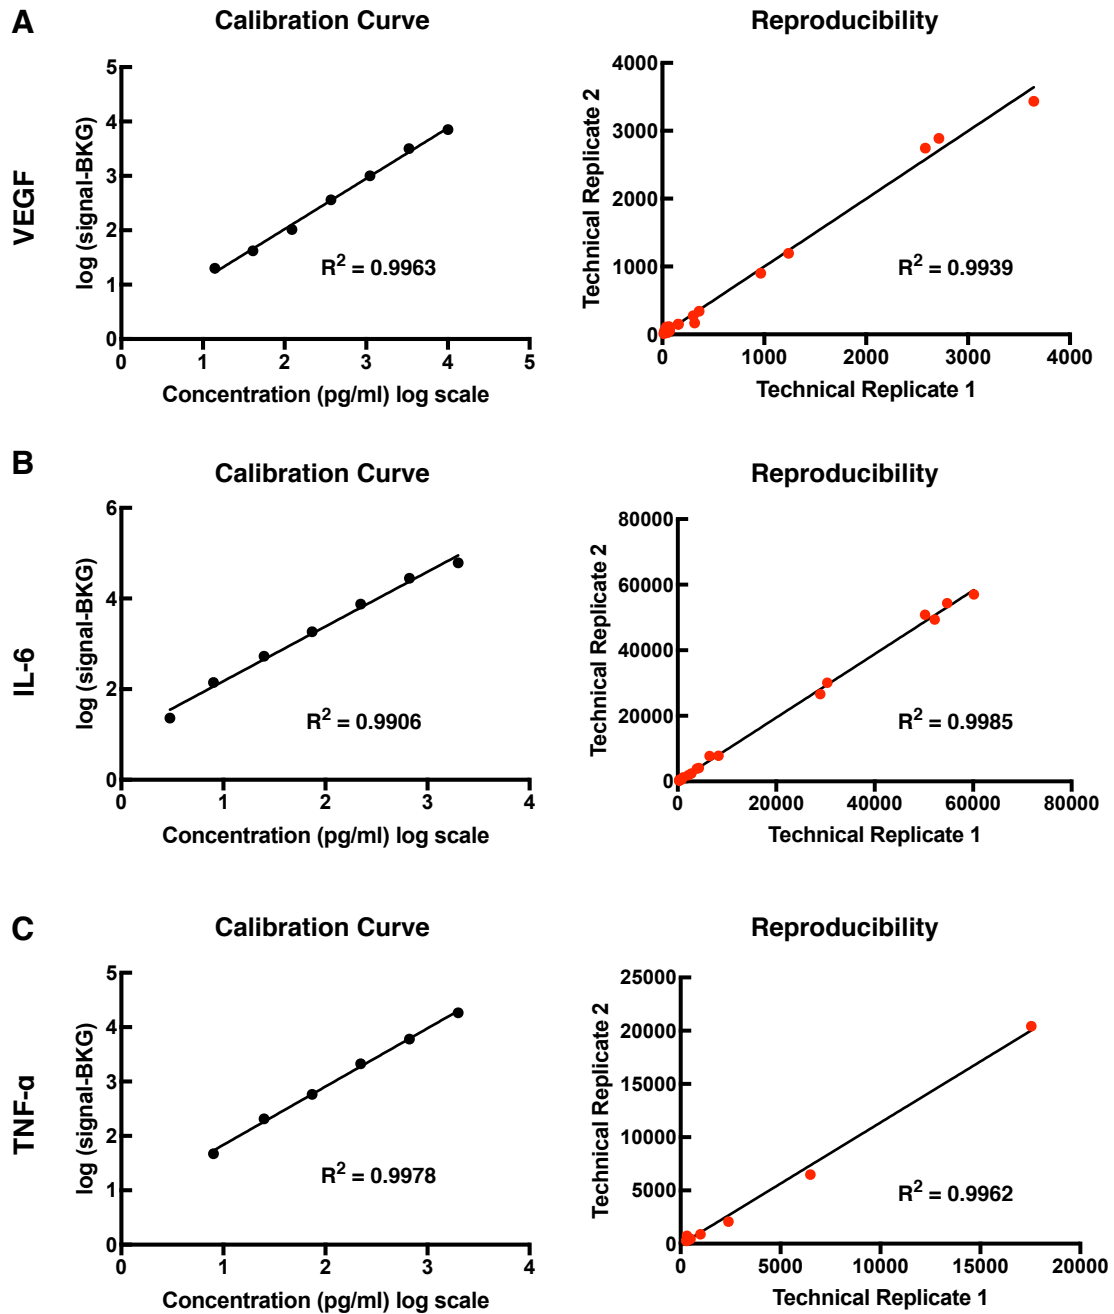 A
Calibration Curve
Reproducibility
VEGF
log (signal-BKG)
5
4
3
2
1
0
R² = 0.9963
0 1 2 3 4 5
Concentration (pg/ml) log scale
Technical Replicate 2
4000
3000
2000
1000
0
R² = 0.9939
0 1000 2000 3000 4000
Technical Replicate 1
B
Calibration Curve
Reproducibility
IL-6
log (signal-BKG)
6
4
2
0
R² = 0.9906
0 1 2 3 4
Concentration (pg/ml) log scale
Technical Replicate 2
80000
60000
40000
20000
0
R² = 0.9985
0 20000 40000 60000 80000
Technical Replicate 1
C
Calibration Curve
Reproducibility
TNF-α
log (signal-BKG)
5
4
3
2
1
0
R² = 0.9978
0 1 2 3 4
Concentration (pg/ml) log scale
Technical Replicate 2
25000
20000
15000
10000
5000
0
R² = 0.9962
0 5000 10000 15000 20000
Technical Replicate 1